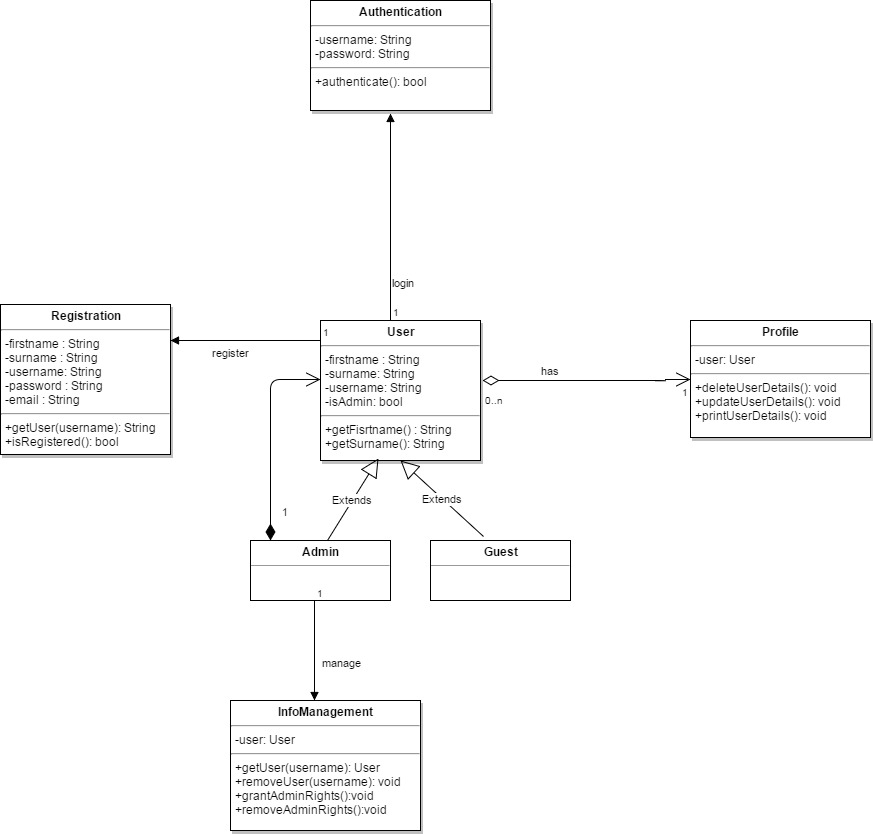 Authentication
-username: String
-password: String
+authenticate(): bool
login
1
Registration
-firstname : String
-surname : String
-username: String
-password : String
-email : String
+getUser(username): String
+isRegistered(): bool
register
1
User
-firstname : String
-surname: String
-username: String
-isAdmin: bool
+getFisrtname() : String
+getSurname(): String
has
0..n
1
Profile
-user: User
+deleteUserDetails(): void
+updateUserDetails(): void
+printUserDetails(): void
Extends
Extends
1
Admin
1
Guest
manage
InfoManagement
-user: User
+getUser(username): User
+removeUser(username): void
+grantAdminRights():void
+removeAdminRights():void